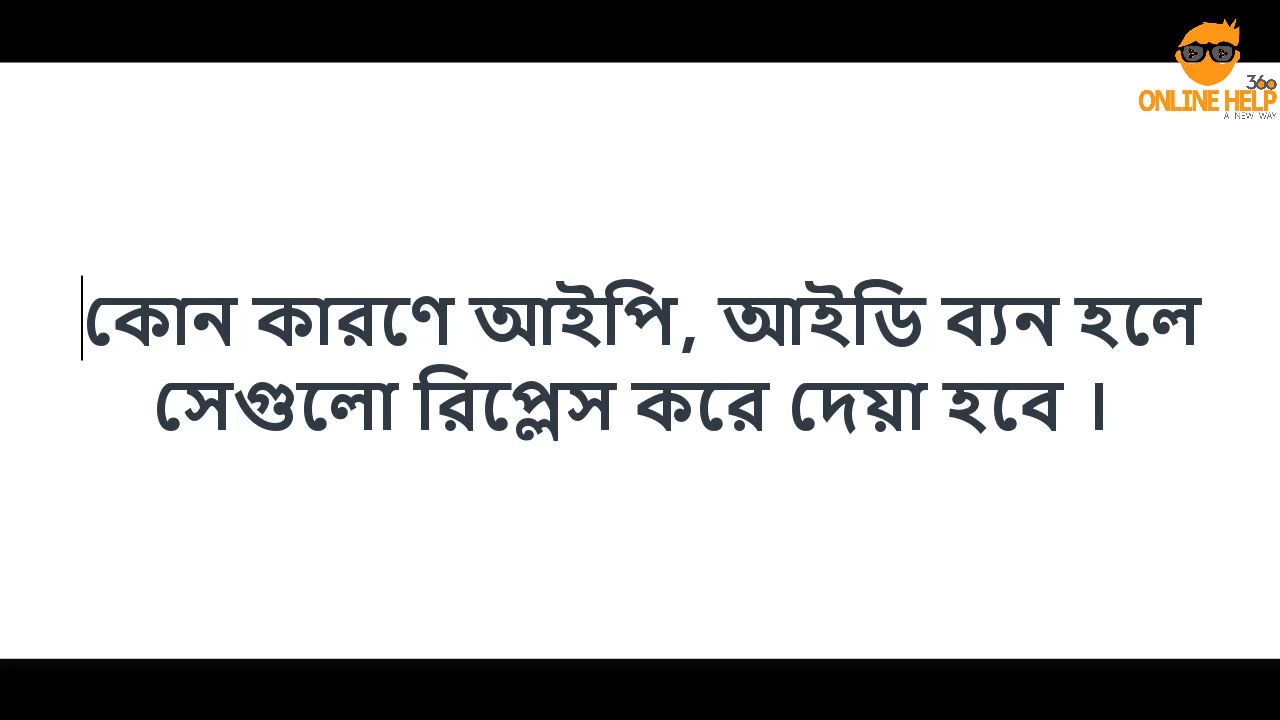 360
ONLINE HELP
A NEW WAY
কোন কারণে আইপি, আইডি ব্যন হলে
সেগুলো রিপ্লেস করে দেয়া হবে ।